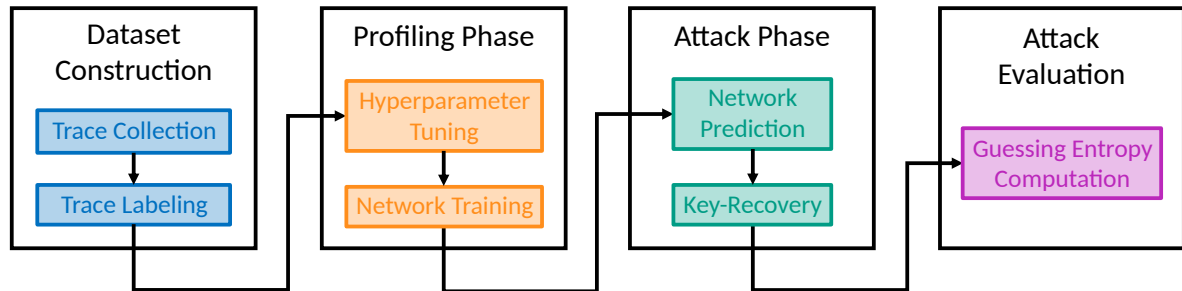 Dataset
Construction
Trace Collection
Trace Labeling
Profiling Phase
Hyperparameter
Tuning
Network Training
Attack Phase
Network
Prediction
Key-Recovery
Attack
Evaluation
Guessing Entropy
Computation